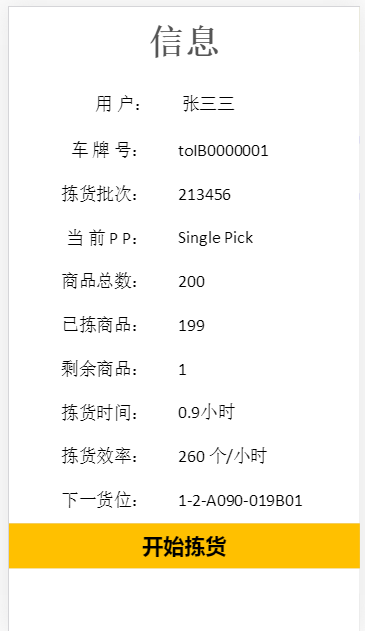 信息
用 户： 张三三
车 牌 号： tolB0000001
拣货批次： 213456
当 前 P P： Single Pick
商品总数： 200
已拣商品： 199
剩余商品： 1
拣货时间： 0.9小时
拣货效率： 260 个/小时
下一货位： 1-2-A090-019B01
开始拣货